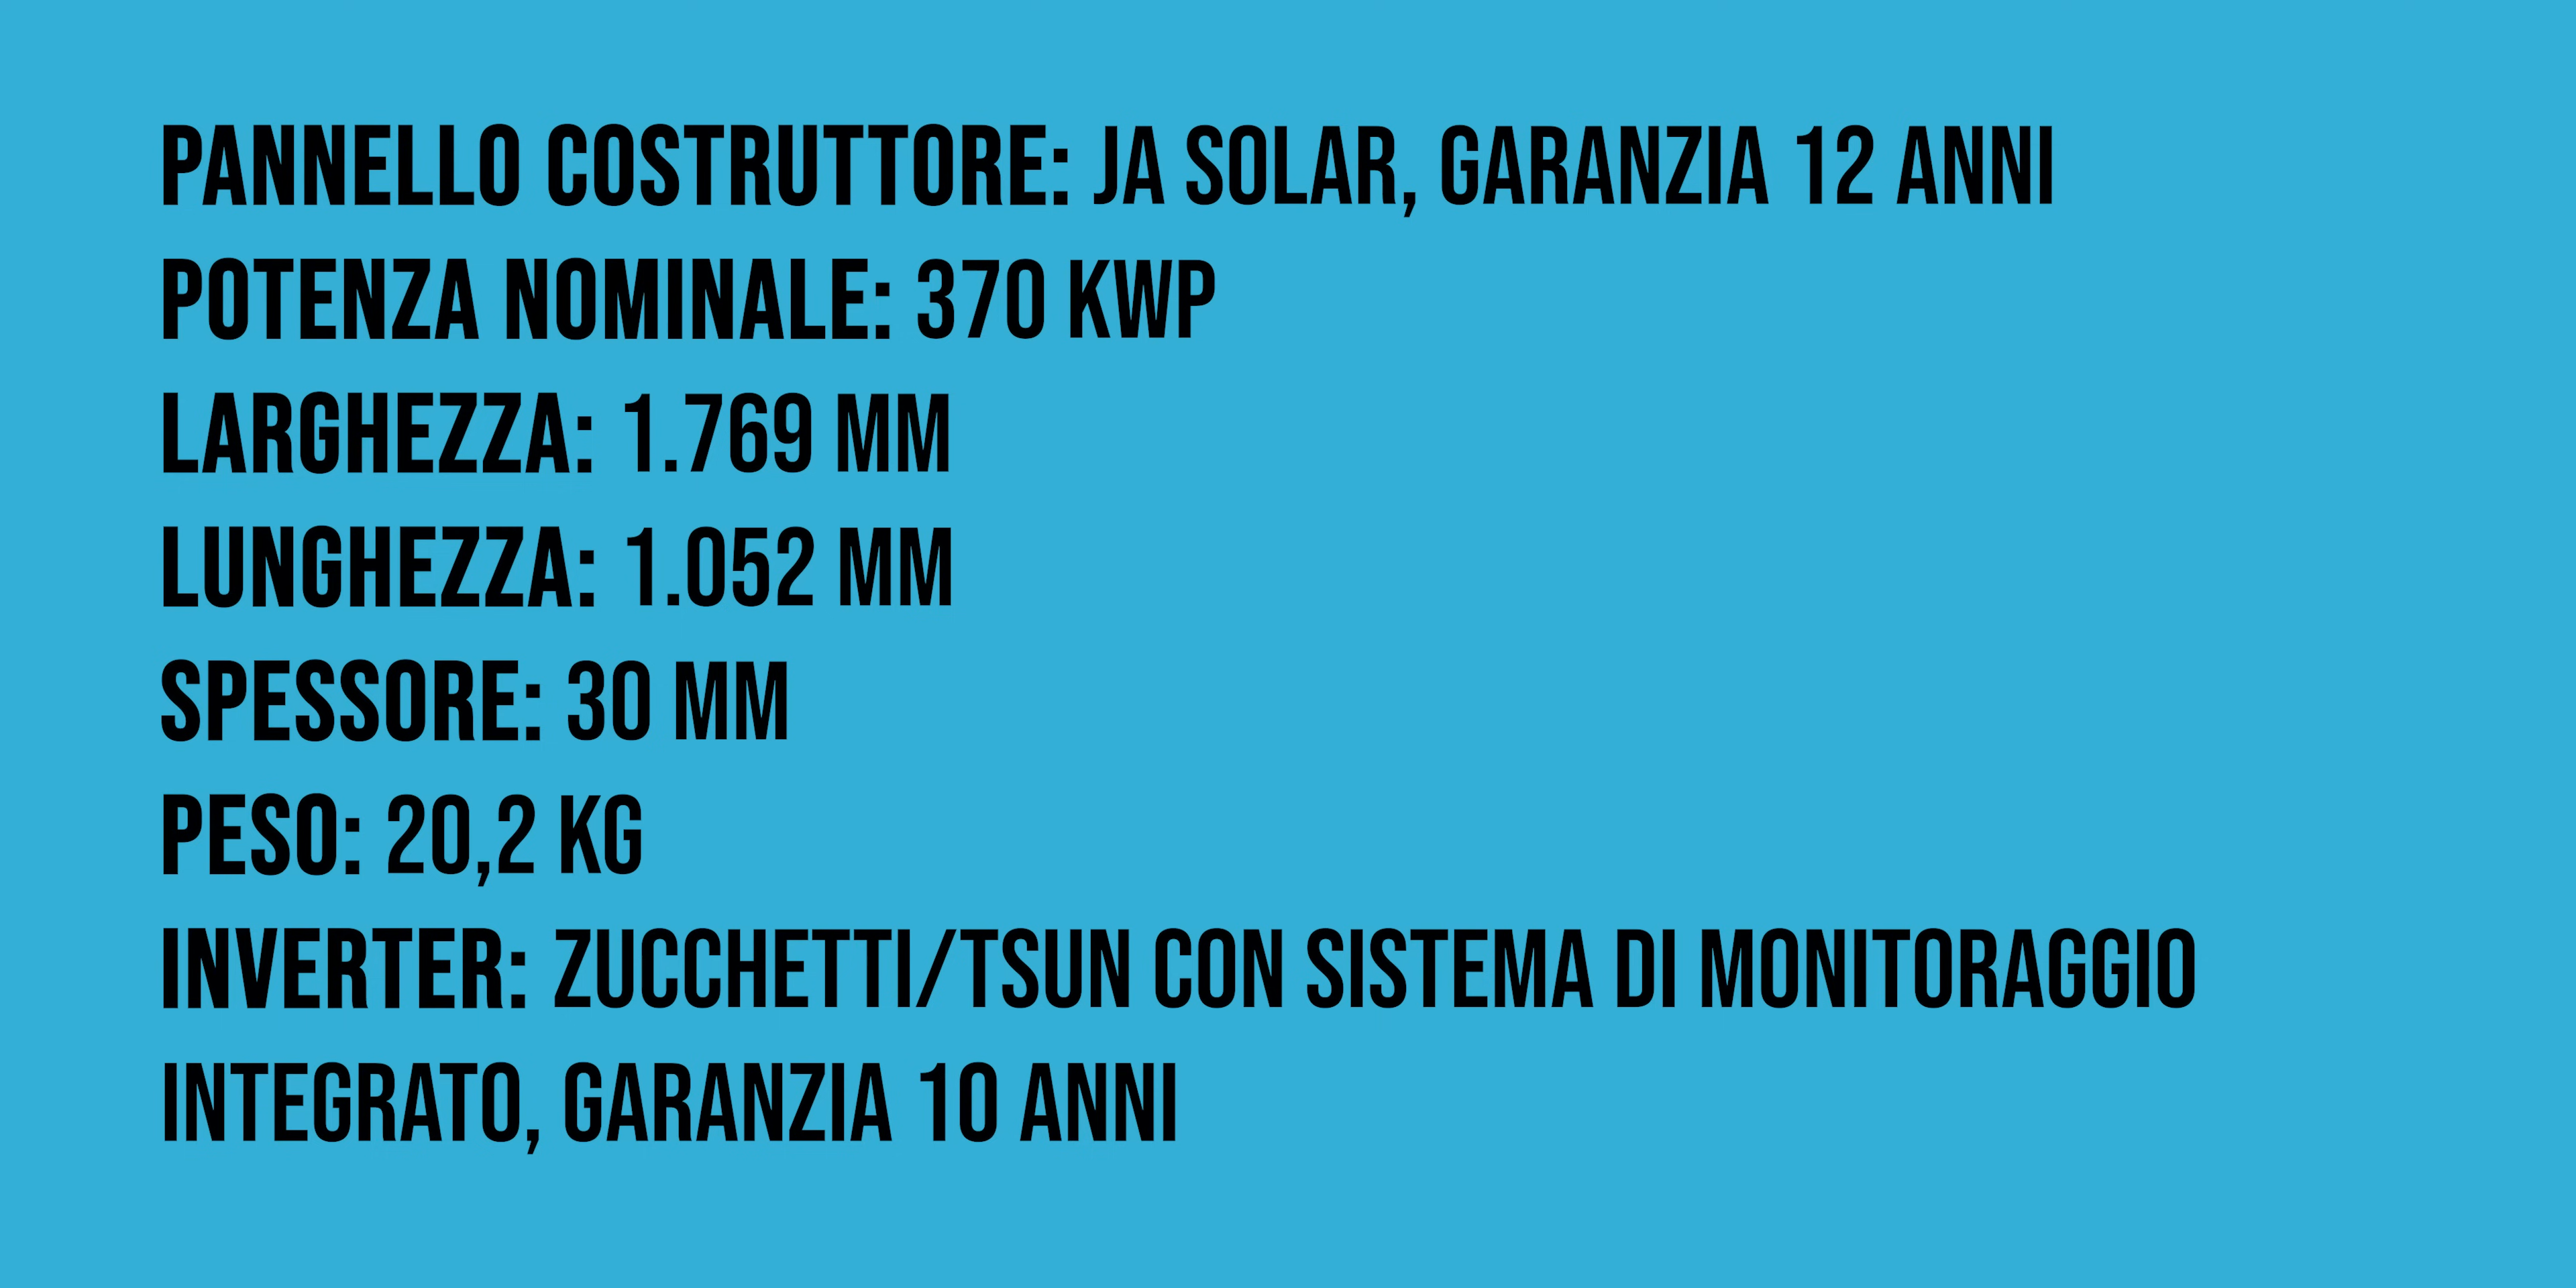 PANNELLO COSTRUTTORE: JA SOLAR, GARANZIA 12 ANNI
POTENZA NOMINALE: 370 KWP
LARGHEZZA: 1.769 MM
LUNGHEZZA: 1.052 MM
SPESSORE: 30 MM
PESO: 20,2 KG
INVERTER: ZUCCHETTI/TSUN CON SISTEMA DI MONITORAGGIO
INTEGRATO, GARANZIA 10 ANNI